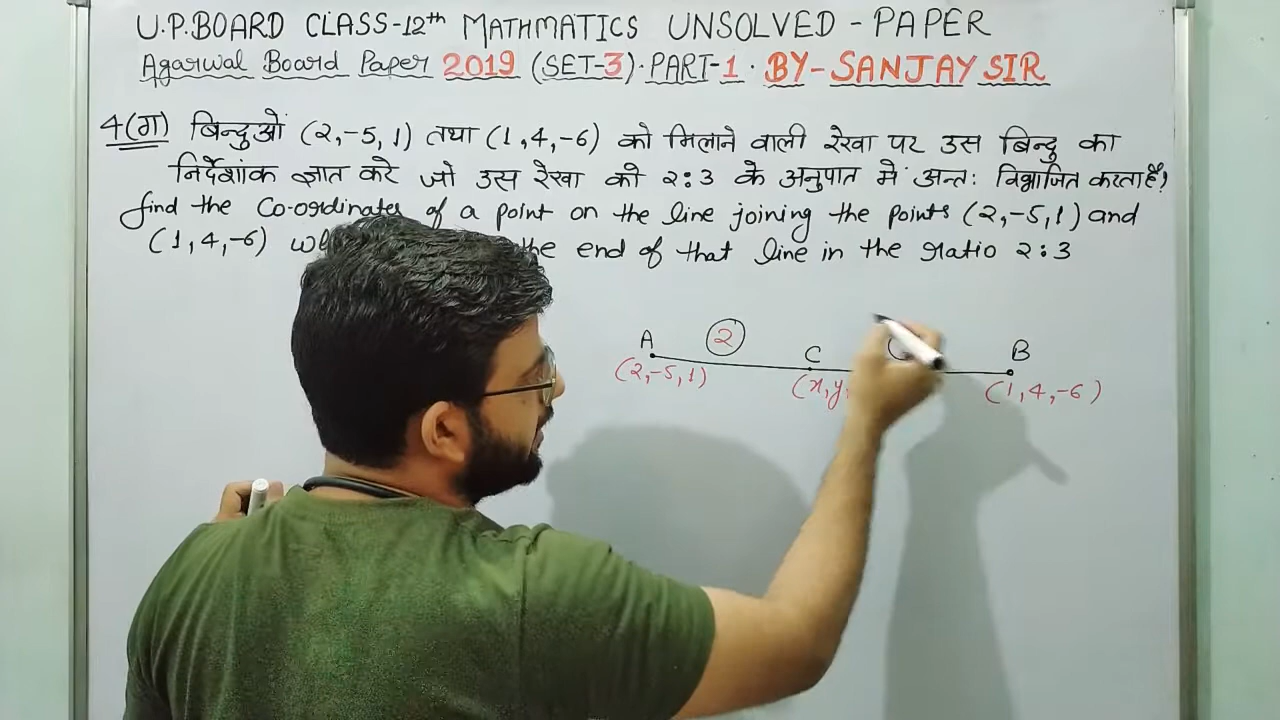 U.P.BOARD CLASS-12th MATHMATICS UNSOLVED - PAPER
Agarwal Board Paper 2019 (SET-3)· PART-1 · BY-SANJAY SIR
4(ग) बिन्दुओं (2,-5,1) तथा (1,4,-6) को मिलाने वाली रेखा पर उस बिन्दु का
निर्देशांक ज्ञात करे जो उस रेखा को 2:3 के अनुपात में अन्त: विभाजित करता है,
find the Co-ordinates of a point on the line joining the points (2,-5,1) and
(1,4,-6) the end of that line in the ratio 2:3
A 2 C B
(2,-5,1) (x,y, (1,4,-6)